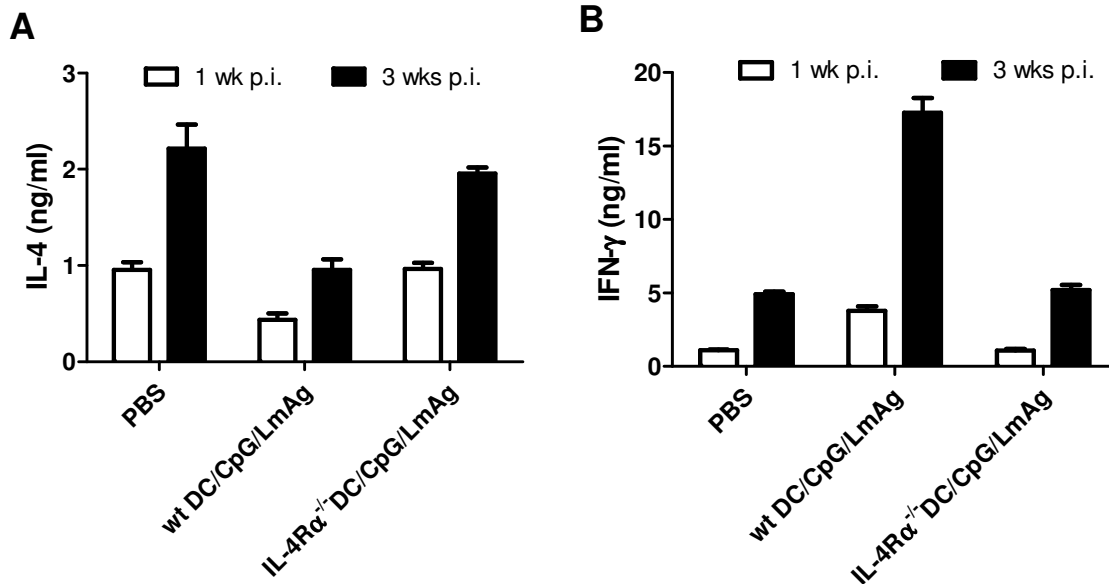 A
1 wk p.i.
3 wks p.i.
IL-4 (ng/ml)
3
2
1
0
PBS
wt DC/CpG/LmAg
IL-4Rα-/-DC/CpG/LmAg
B
1 wk p.i.
3 wks p.i.
IFN-γ (ng/ml)
20
15
10
5
0
PBS
wt DC/CpG/LmAg
IL-4Rα-/-DC/CpG/LmAg